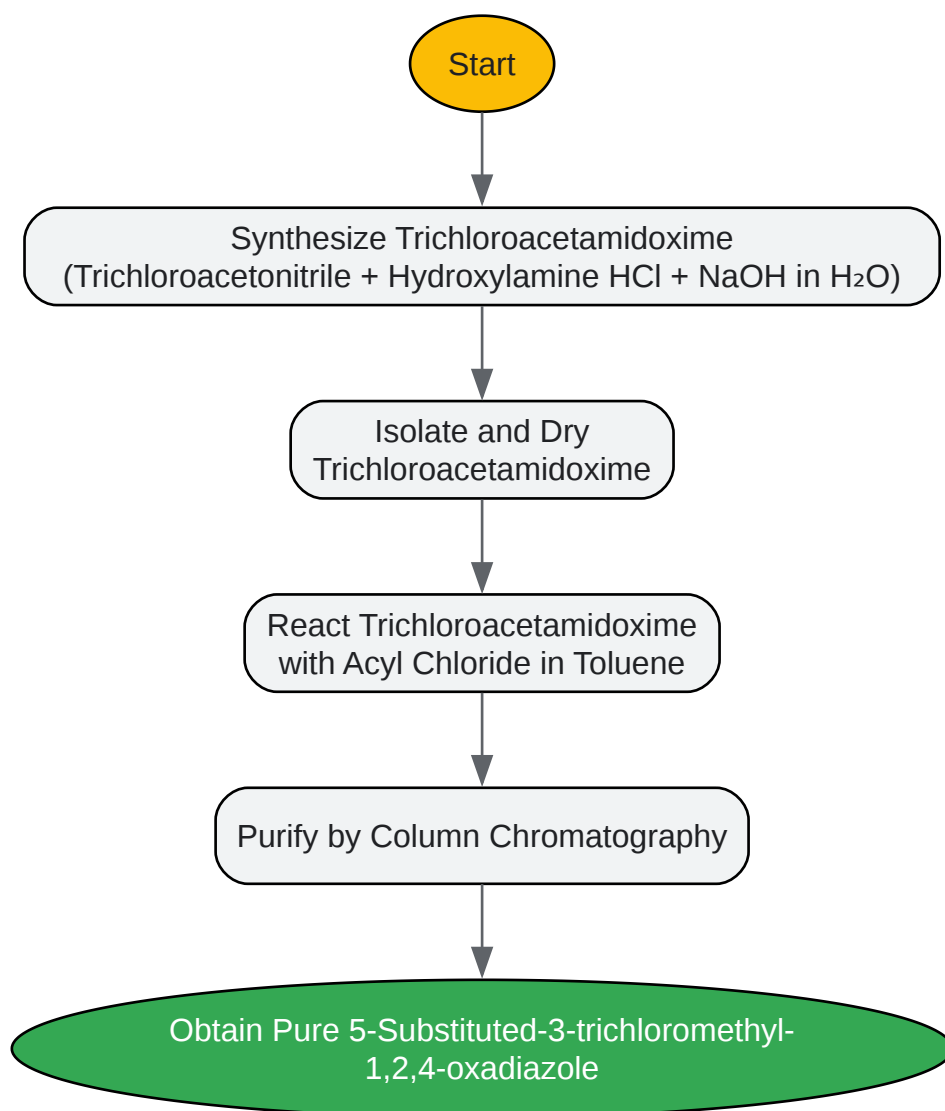 Start
Synthesize Trichloroacetamidoxime
(Trichloroacetonitrile + Hydroxylamine HCl + NaOH in H₂O)
Isolate and Dry
Trichloroacetamidoxime
React Trichloroacetamidoxime
with Acyl Chloride in Toluene
Purify by Column Chromatography
Obtain Pure 5-Substituted-3-trichloromethyl-
1,2,4-oxadiazole